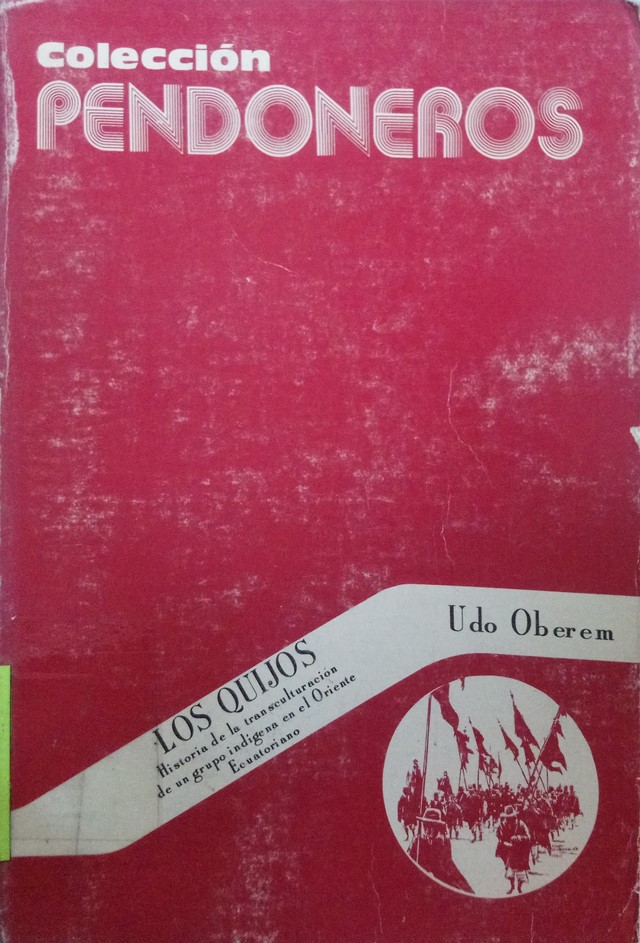 Colección
PENDONEROS
Udo Oberem
LOS QUIJOS
Historia de la transculturación
de un grupo indígena en el Oriente
Ecuatoriano